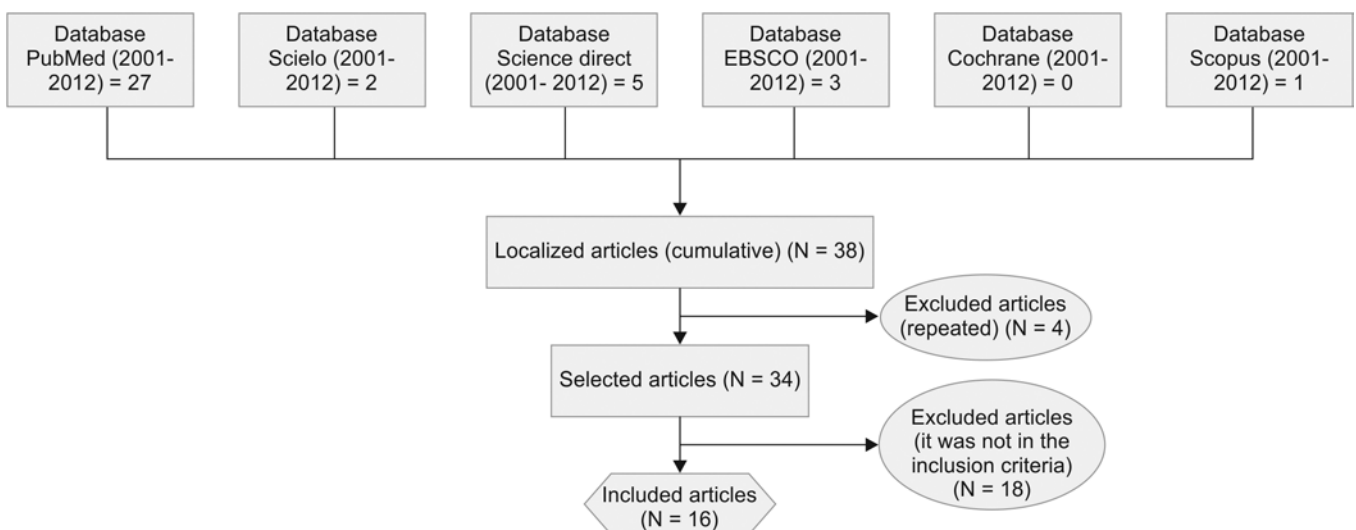 Database
PubMed (2001-
2012) = 27
Database
Scielo (2001-
2012) = 2
Database
Science direct
(2001- 2012) = 5
Database
EBSCO (2001-
2012) = 3
Database
Cochrane (2001-
2012) = 0
Database
Scopus (2001-
2012) = 1
Localized articles (cumulative) (N = 38)
Excluded articles
(repeated) (N = 4)
Selected articles (N = 34)
Excluded articles
(it was not in the
inclusion criteria)
(N = 18)
Included articles
(N = 16)